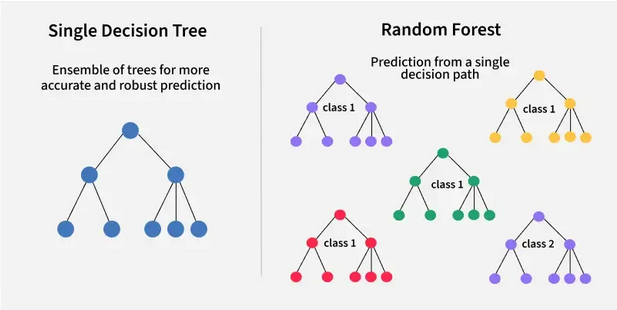 Single Decision Tree
Ensemble of trees for more
accurate and robust prediction
Random Forest
Prediction from a single
decision path
class 1
class 1
class 1
class 1
class 2